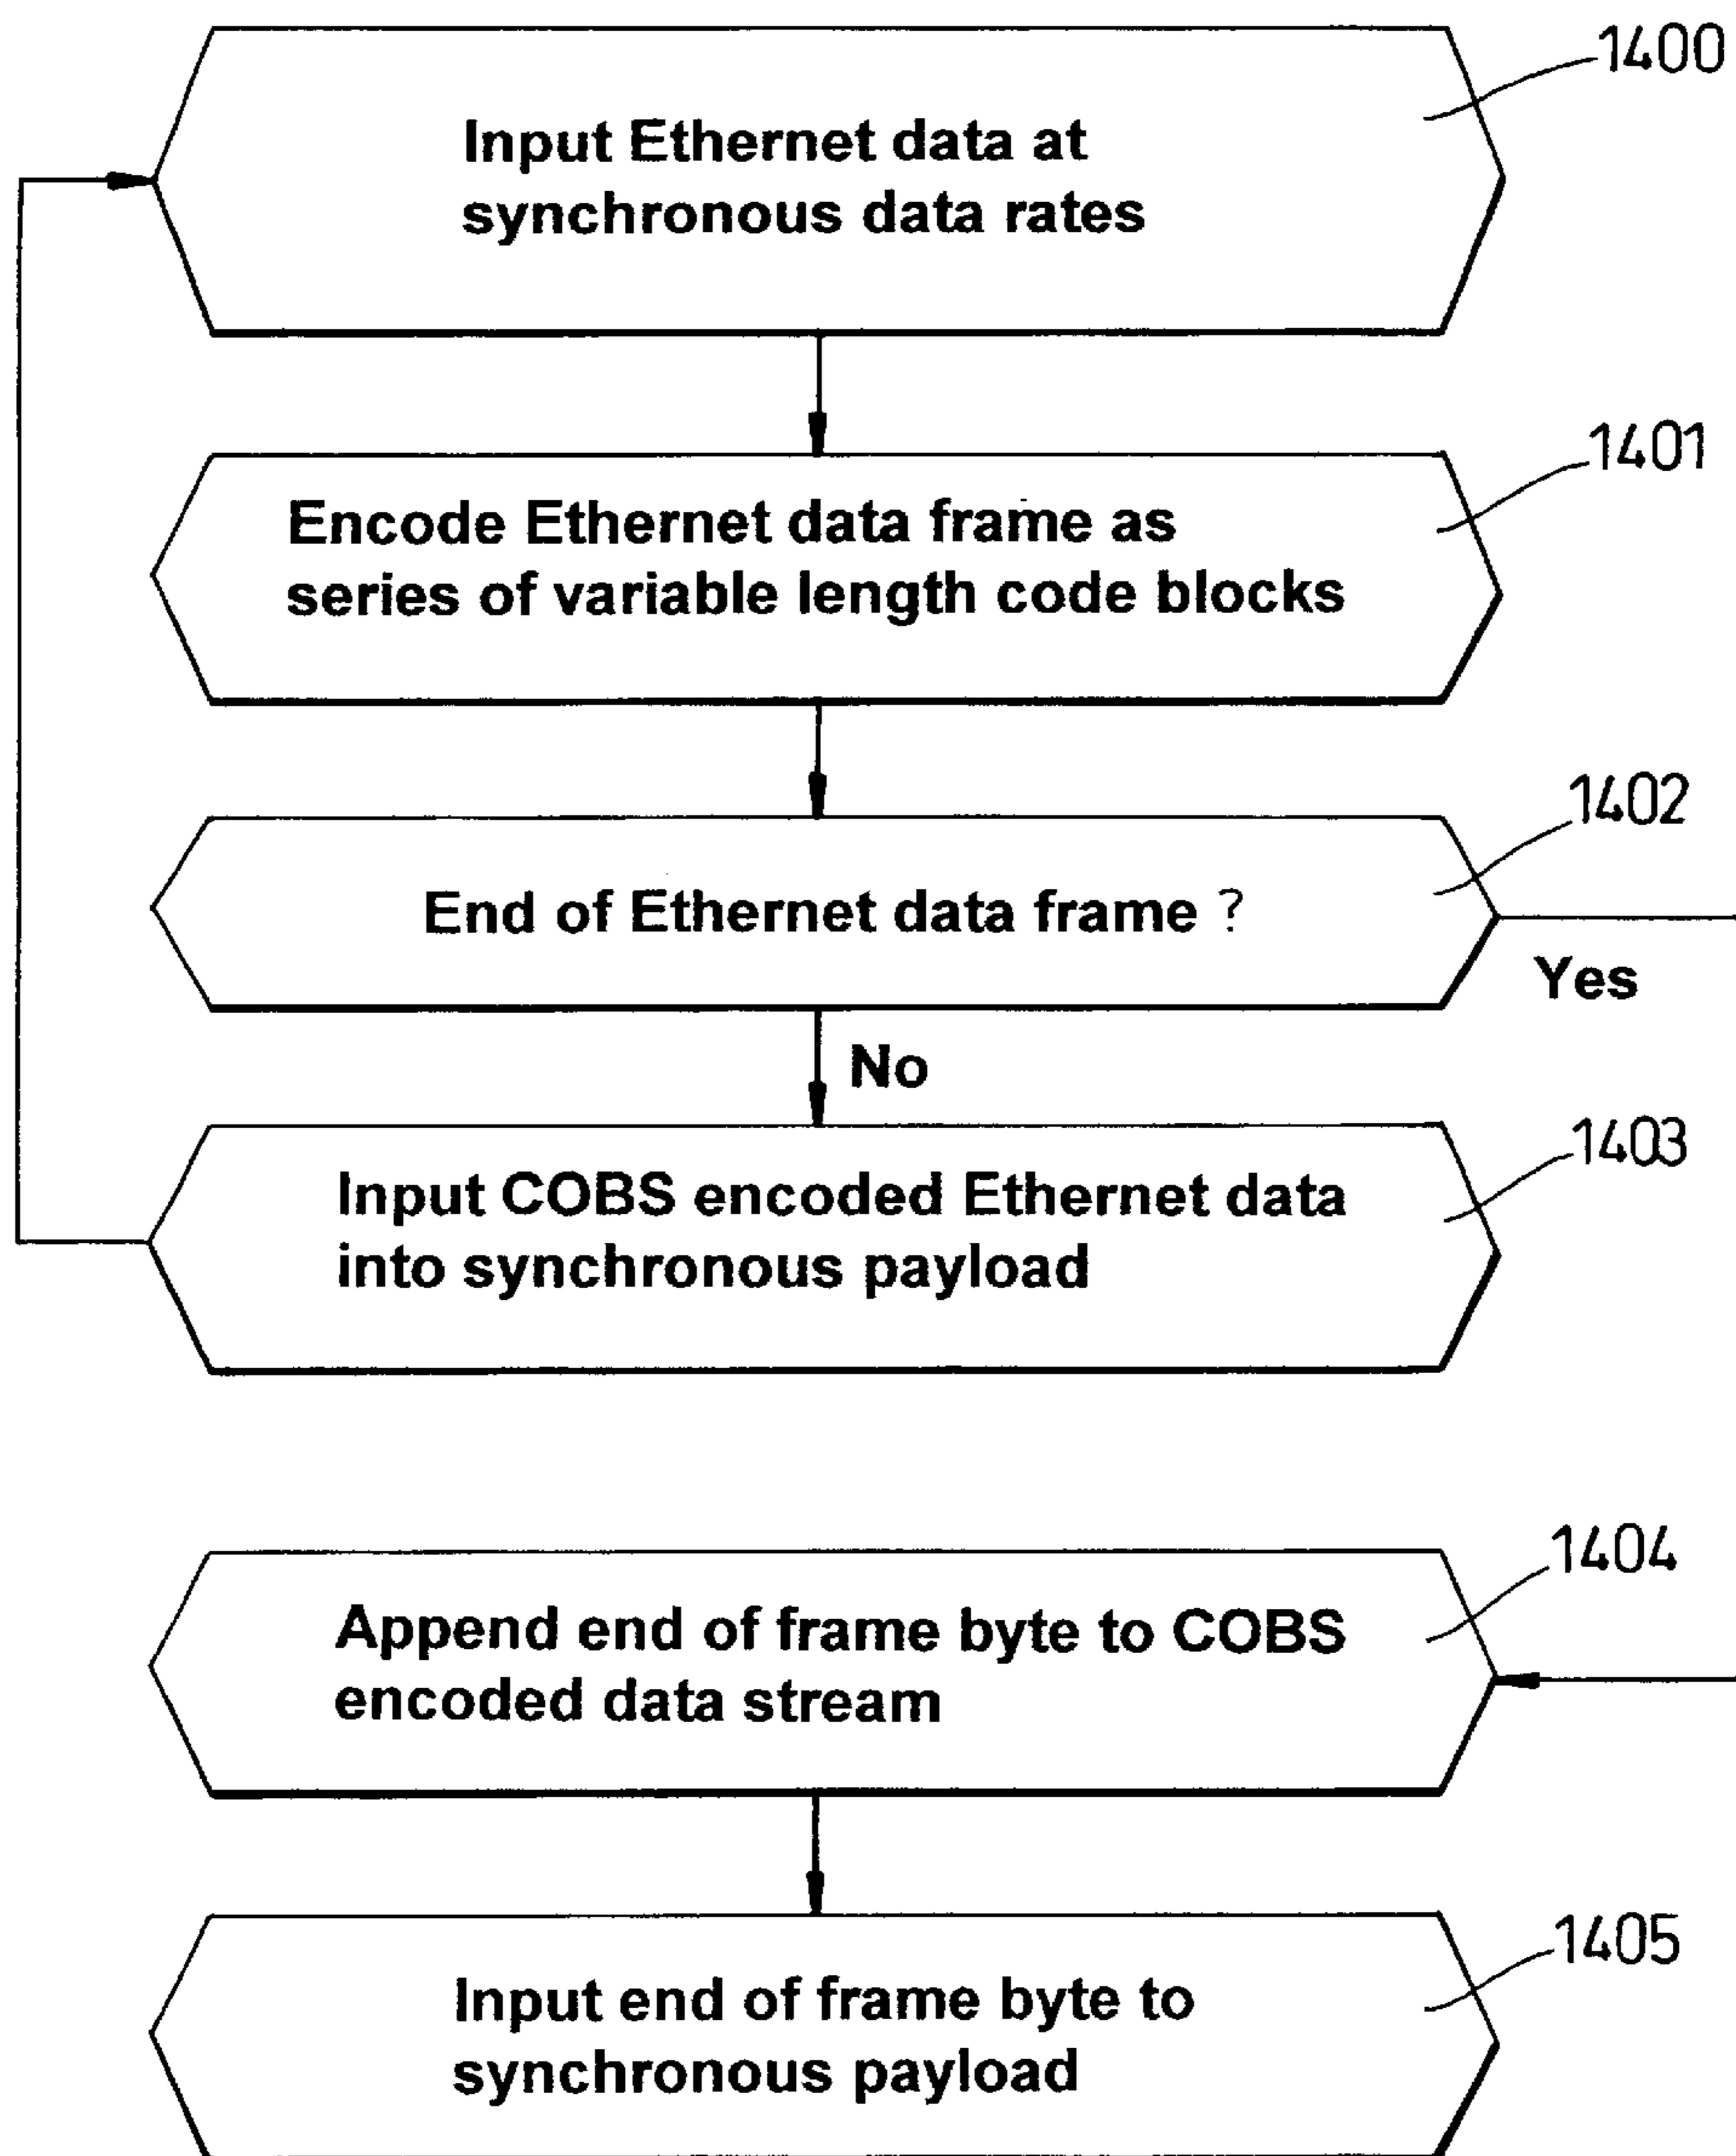 1400
Input Ethernet data at
synchronous data rates
1401
Encode Ethernet data frame as
series of variable length code blocks
1402
End of Ethernet data frame ?
Yes
No
1403
Input COBS encoded Ethernet data
into synchronous payload
1404
Append end of frame byte to COBS
encoded data stream
1405
Input end of frame byte to
synchronous payload